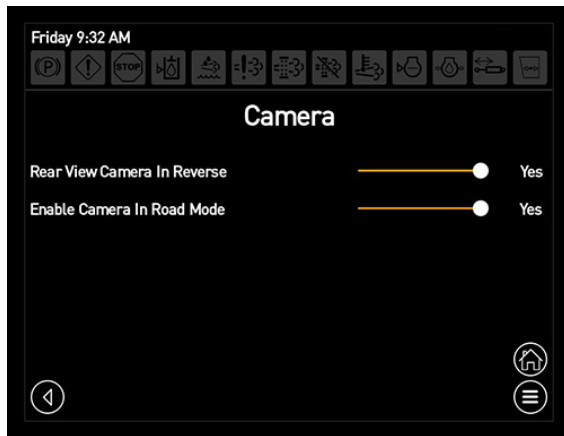 Friday 9:32 AM
(P) STOP
Camera
Rear View Camera In Reverse Yes
Enable Camera In Road Mode Yes